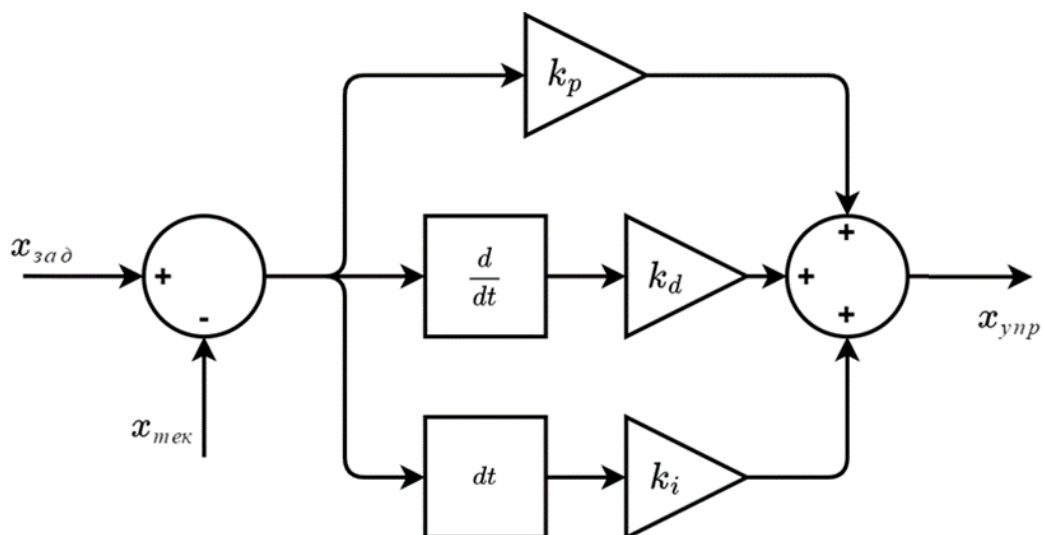 k_p
x_зад
+
-
x_тек
d
dt
k_d
+
+
+
x_упр
dt
k_i